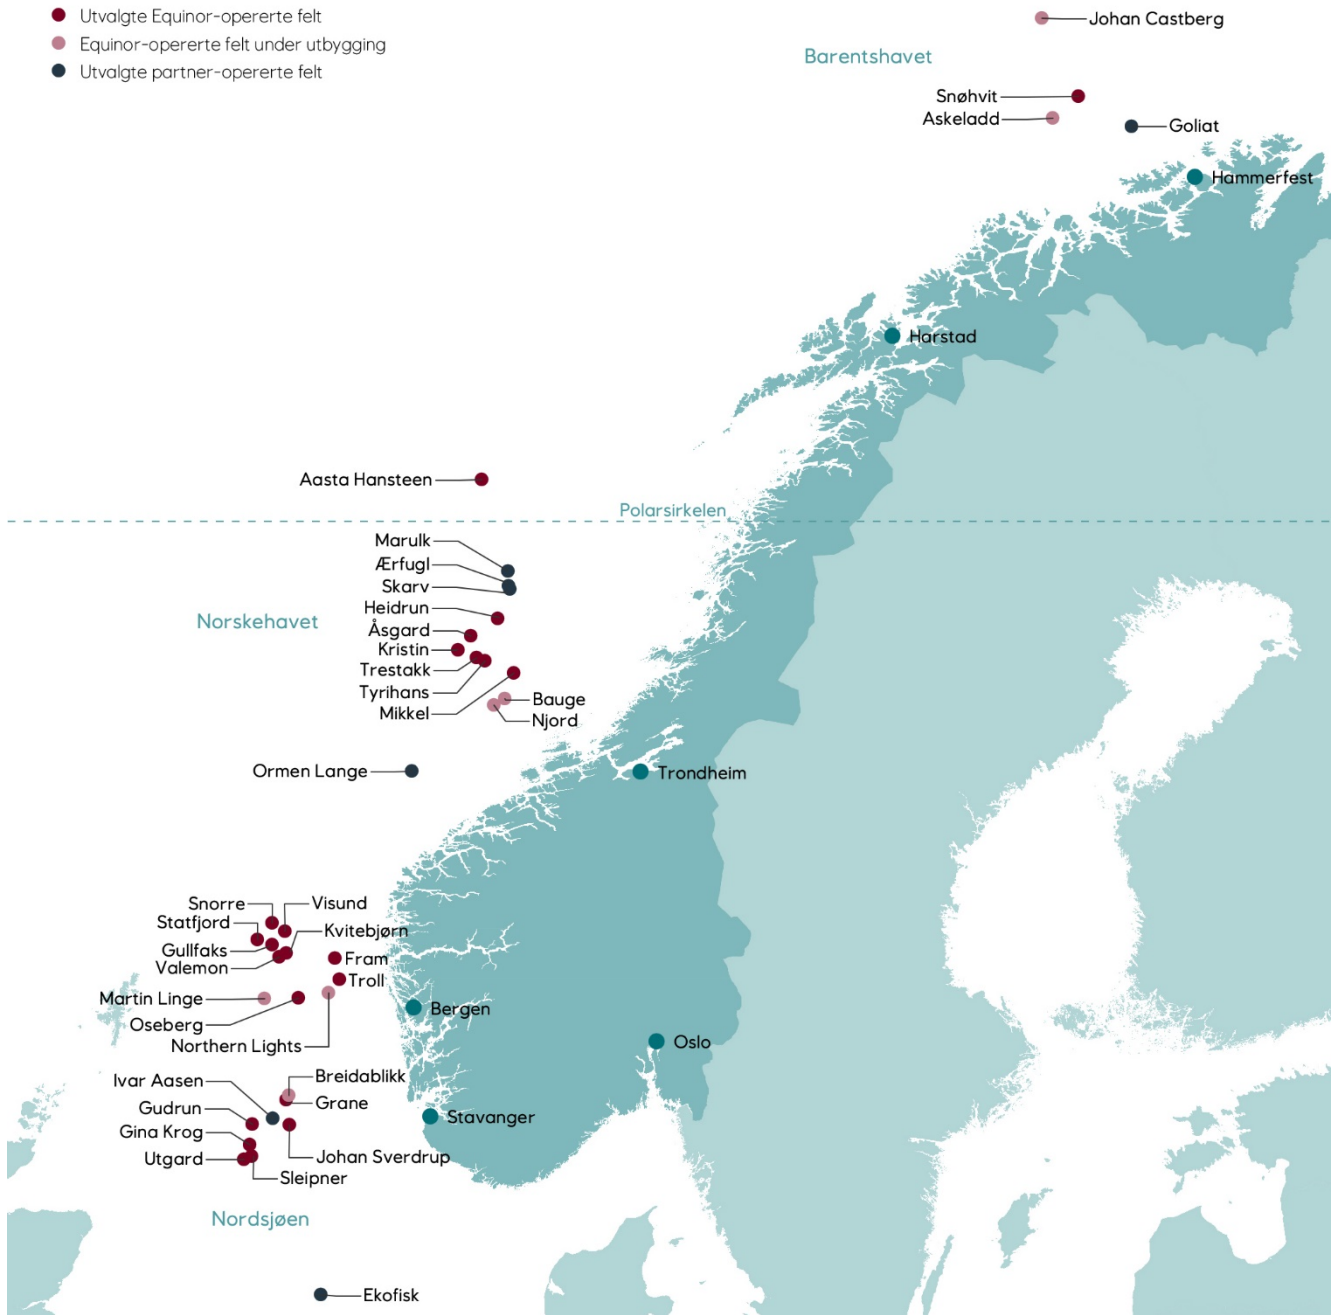 Utvalgte Equinor-opererte felt
Equinor-opererte felt under utbygging
Utvalgte partner-opererte felt
Johan Castberg
Barentshavet
Snøhvit
Askeladd
Goliat
Hammerfest
Harstad
Aasta Hansteen
Polarsirkelen
Marulk
Ærfugl
Skarv
Heidrun
Norskehavet
Åsgard
Kristin
Trestakk
Tyrihans
Mikkel
Bauge
Njord
Ormen Lange
Trondheim
Snorre
Visund
Statfjord
Kvitebjørn
Gullfaks
Valemon
Fram
Troll
Martin Linge
Bergen
Oseberg
Northern Lights
Oslo
Ivar Aasen
Breidablikk
Gudrun
Grane
Gina Krog
Stavanger
Utgard
Johan Sverdrup
Sleipner
Nordsjøen
Ekofisk